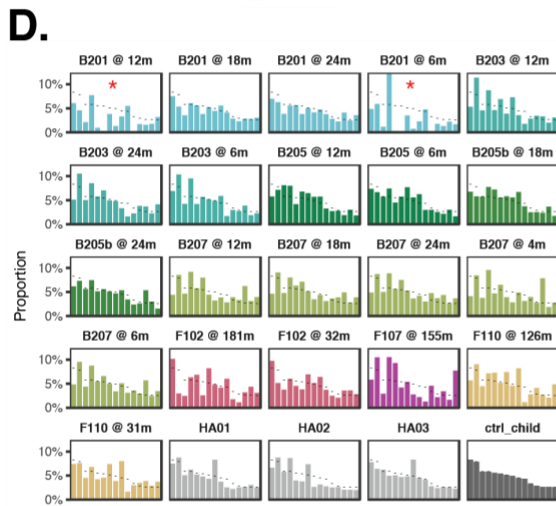 D.
B201 @ 12m B201 @ 18m B201 @ 24m B201 @ 6m B203 @ 12m
10%
5%
0%
* *
B203 @ 24m B203 @ 6m B205 @ 12m B205 @ 6m B205b @ 18m
10%
5%
0%
B205b @ 24m B207 @ 12m B207 @ 18m B207 @ 24m B207 @ 4m
10%
5%
0%
Proportion
B207 @ 6m F102 @ 181m F102 @ 32m F107 @ 155m F110 @ 126m
10%
5%
0%
F110 @ 31m HA01 HA02 HA03 ctrl_child
10%
5%
0%